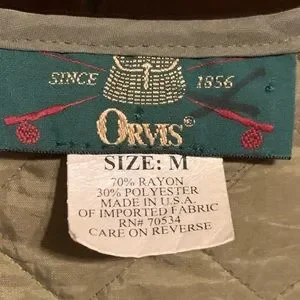 SINCE 1856
ORVIS®
SIZE: M
70% RAYON
30% POLYESTER
MADE IN U.S.A.
OF IMPORTED FABRIC
RN# 70534
CARE ON REVERSE